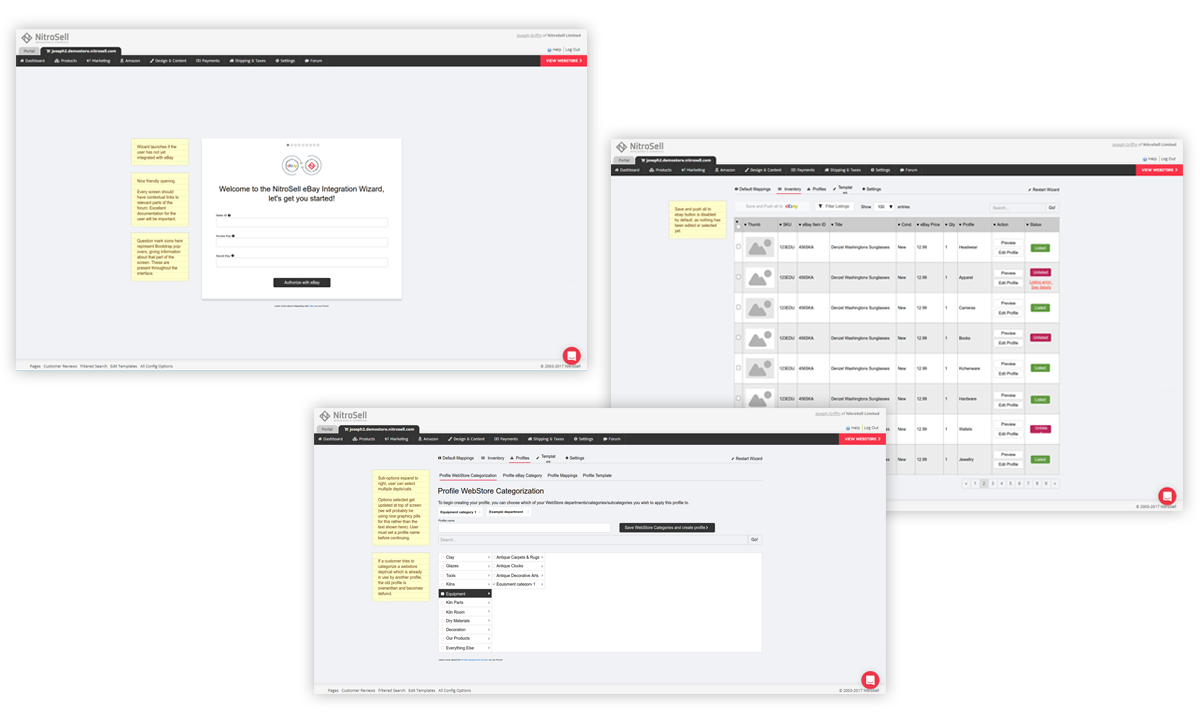 NitroSell
Joseph Griffin of Nitrosell Limited
Portal
joseph2.demostore.nitrosell.com
Help | Log Out
Dashboard Products Marketing Amazon Design & Content Payments Shipping & Taxes Settings Forum
VIEW WEBSTORE >
Wizard launches if the
user has not yet
integrated with eBay
Nice friendly opening.
Every screen should
have contextual links to
relevant parts of the
forum. Excellent
documentation for the
user will be important.
Question mark icons here
represent Bootstrap pop
overs, giving information
about that part of the
screen. These are
present throughout the
interface.
ebay
Welcome to the NitroSell eBay Integration Wizard,
let's get you started!
Authorize with eBay
Pages Customer Reviews Filtered Search Edit Templates All Config Options
© 2003-2017 NitroSell
NitroSell
Joseph Griffin of Nitrosell Limited
Portal
joseph2.demostore.nitrosell.com
Help | Log Out
Dashboard Products Marketing Amazon Design & Content Payments Shipping & Taxes Settings Forum
VIEW WEBSTORE >
Default Mappings Inventory Profiles Templat
es
Settings
Restart Wizard
Save and push all to
ebay button is disabled
by default, as nothing
has been edited or selected
yet.
Save and Push all to ebay
Filter Listings
Show 100 entries
Search...
Go!
Thumb SKU eBay Item ID Title Cond. eBay Price Qty Profile Action Status
123EDU 456SKA Denzel Washingtons Sunglasses New 12.99 1 Headwear Preview Edit Profile Listed
123EDU 456SKA Denzel Washingtons Sunglasses New 12.99 1 Apparel Preview Edit Profile Unlisted
Listing error.
See details
123EDU 456SKA Denzel Washingtons Sunglasses New 12.99 1 Cameras Preview Edit Profile Listed
123EDU 456SKA Denzel Washingtons Sunglasses New 12.99 1 Books Preview Edit Profile Unlisted
123EDU 456SKA Denzel Washingtons Sunglasses New 12.99 1 Kichenware Preview Edit Profile Listed
123EDU 456SKA Denzel Washingtons Sunglasses New 12.99 1 Hardware Preview Edit Profile Listed
New 12.99 1 Wallets Preview Edit Profile
New 12.99 1 Jewelry Preview Edit Profile Listed
« 1 2 3 4 5 6 7 8 9 »
© 2003-2017 NitroSell
NitroSell
Joseph Griffin of Nitrosell Limited
Portal
joseph2.demostore.nitrosell.com
Help | Log Out
Dashboard Products Marketing Amazon Design & Content Payments Shipping & Taxes Settings Forum
VIEW WEBSTORE >
Default Mappings Inventory Profiles Templat
es
Settings
Restart Wizard
Sub-options expand to
right, user can select
multiple depts/cats.
Options selected get
updated at top of screen
(we will probably be
using nice graphicy pills
for this rather than the
text shown here). User
must set a profile name
before continuing.
Profile WebStore Categorization Profile eBay Category Profile Mappings Profile Template
Profile WebStore Categorization
To begin creating your profile, you can choose which of your WebStore departments/categories/subcategories you wish to apply this profile to.
Equipment category 1 Example department
Profile name
Save WebStore Categories and create profile >
Search...
Go!
If a customer tries to
categorize a webstore
dept/cat which is already
in use by another profile,
the old profile is
overwritten and becomes
defunct.
Clay
Glazes
Tools
Kilns
Equipment
Kiln Parts
Kiln Room
Dry Materials
Decoration
Our Products
Everything Else
Antique Carpets & Rugs
Antique Clocks
Antique Decorative Arts
Equipment category 1
Pages Customer Reviews Filtered Search Edit Templates All Config Options
© 2003-2017 NitroSell